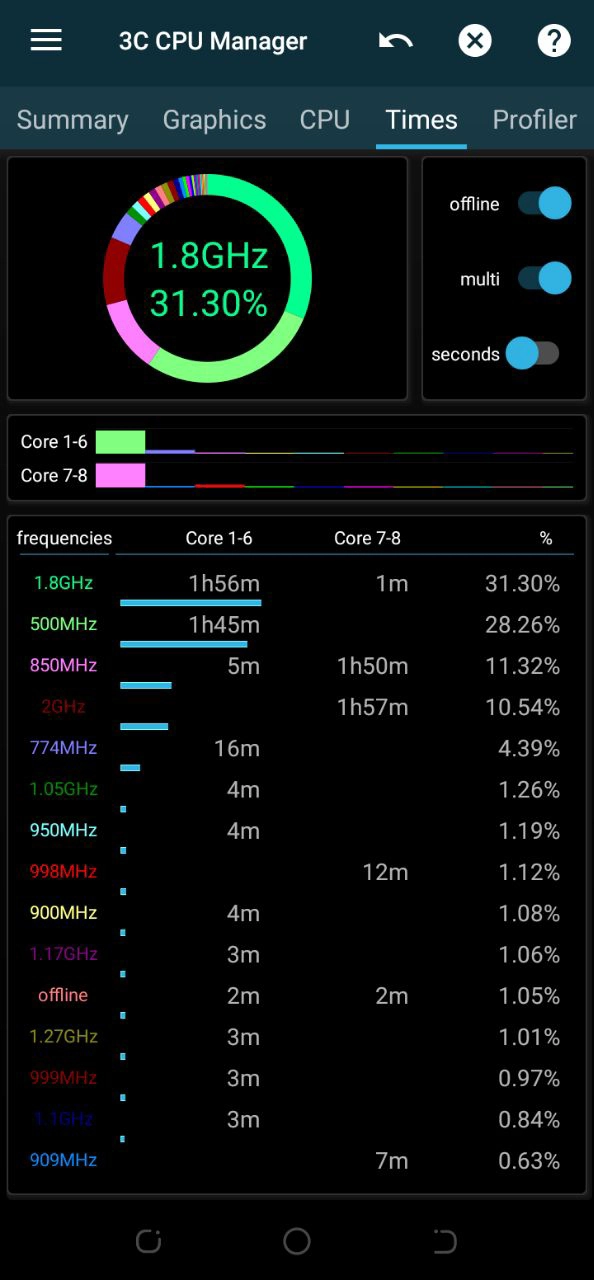 3C CPU Manager
Summary Graphics CPU Times Profiler
1.8GHz
31.30%
offline
multi
seconds
Core 1-6
Core 7-8
frequencies Core 1-6 Core 7-8 %
1.8GHz 1h56m 1m 31.30%
500MHz 1h45m 28.26%
850MHz 5m 1h50m 11.32%
2GHz 1h57m 10.54%
774MHz 16m 4.39%
1.05GHz 4m 1.26%
950MHz 4m 1.19%
998MHz 12m 1.12%
900MHz 4m 1.08%
1.17GHz 3m 1.06%
offline 2m 2m 1.05%
1.27GHz 3m 1.01%
999MHz 3m 0.97%
1.1GHz 3m 0.84%
909MHz 7m 0.63%